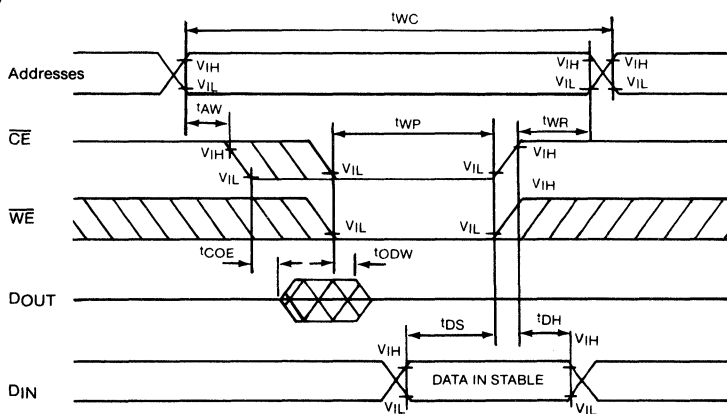 tWC
Addresses
VIH
VIL
VIH
VIL
VIH
VIL
tAW
tWP
tWR
CE
VIH
VIL
VIL
VIL
VIH
WE
VIL
VIL
VIH
tCOE
tODW
DOUT
tDS
tDH
DIN
VIH
VIL
DATA IN STABLE
VIH
VIL